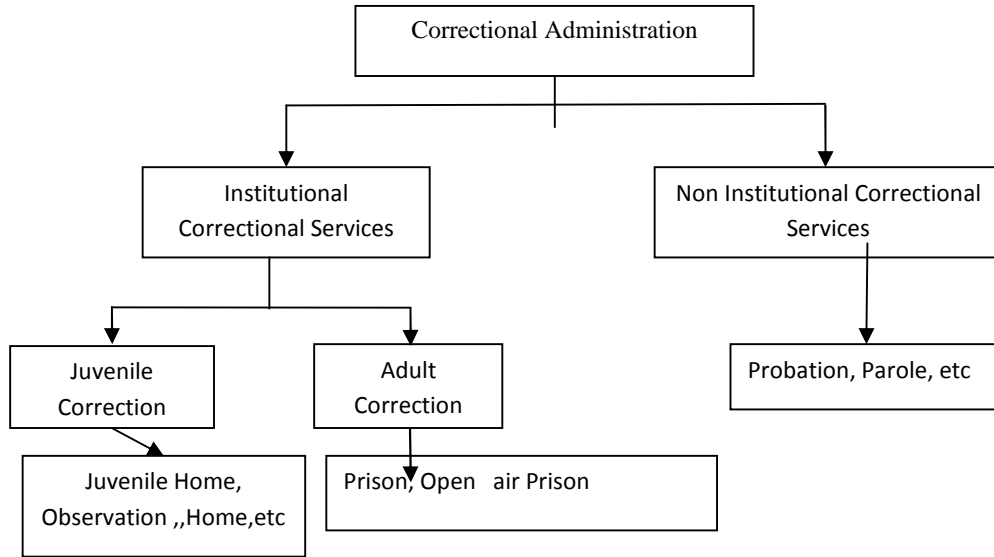 Correctional Administration
Institutional
Correctional Services
Non Institutional Correctional
Services
Juvenile
Correction
Adult
Correction
Probation, Parole, etc
Juvenile Home,
Observation ,,Home,etc
Prison, Open air Prison